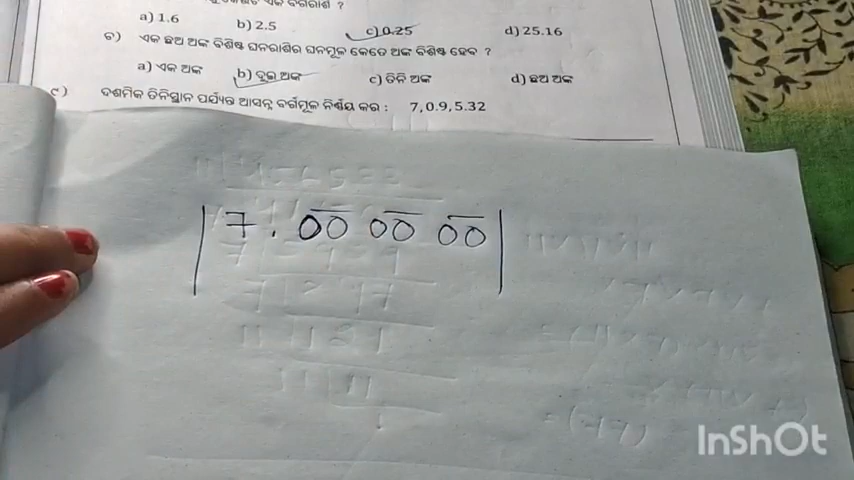 a) 1.6 b) 2.5 c) 0.25 d) 25.16
ଚ) ଏକ ଛଅ ଅଙ୍କ ବିଶିଷ୍ଟ ଘନରାଶିର ଘନମୂଳ କେତେ ଅଙ୍କ ବିଶିଷ୍ଟ ହେବ ?
a) ଏକ ଅଙ୍କ b) ଦୁଇ ଅଙ୍କ c) ତିନି ଅଙ୍କ d) ଛଅ ଅଙ୍କ
୯) ଦଶମିକ ତିନିସ୍ଥାନ ପର୍ଯ୍ୟନ୍ତ ଆସନ୍ନ ବର୍ଗମୂଳ ନିର୍ଣ୍ଣୟ କର : 7, 0.9, 5.32
7. 00 00 00
InShOt